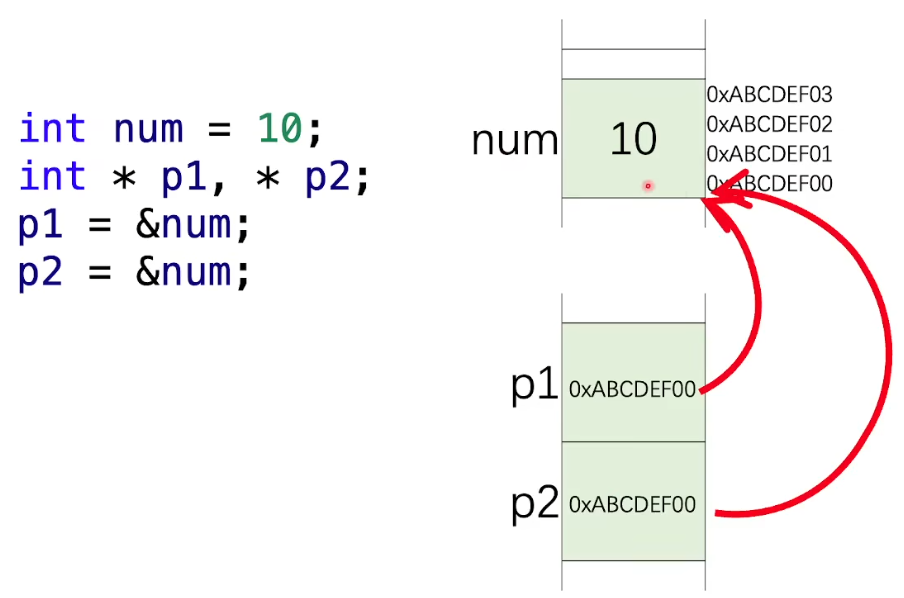 int num = 10;
int * p1, * p2;
p1 = &num;
p2 = &num;
num
10
0xABCDEF03
0xABCDEF02
0xABCDEF01
0xABCDEF00
p1
0xABCDEF00
p2
0xABCDEF00